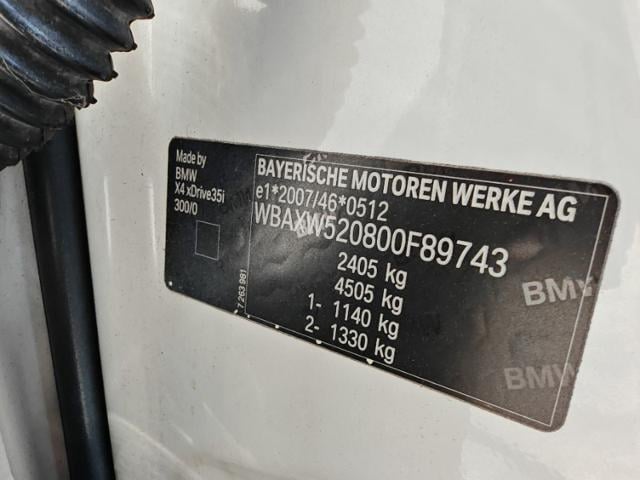 Made by
BMW
X4 xDrive35i
300/0
7 263 981
BAYERISCHE MOTOREN WERKE AG
e1*2007/46*0512
WBAXW520800F89743
2405 kg
4505 kg
1- 1140 kg
2- 1330 kg
BMW
BMW